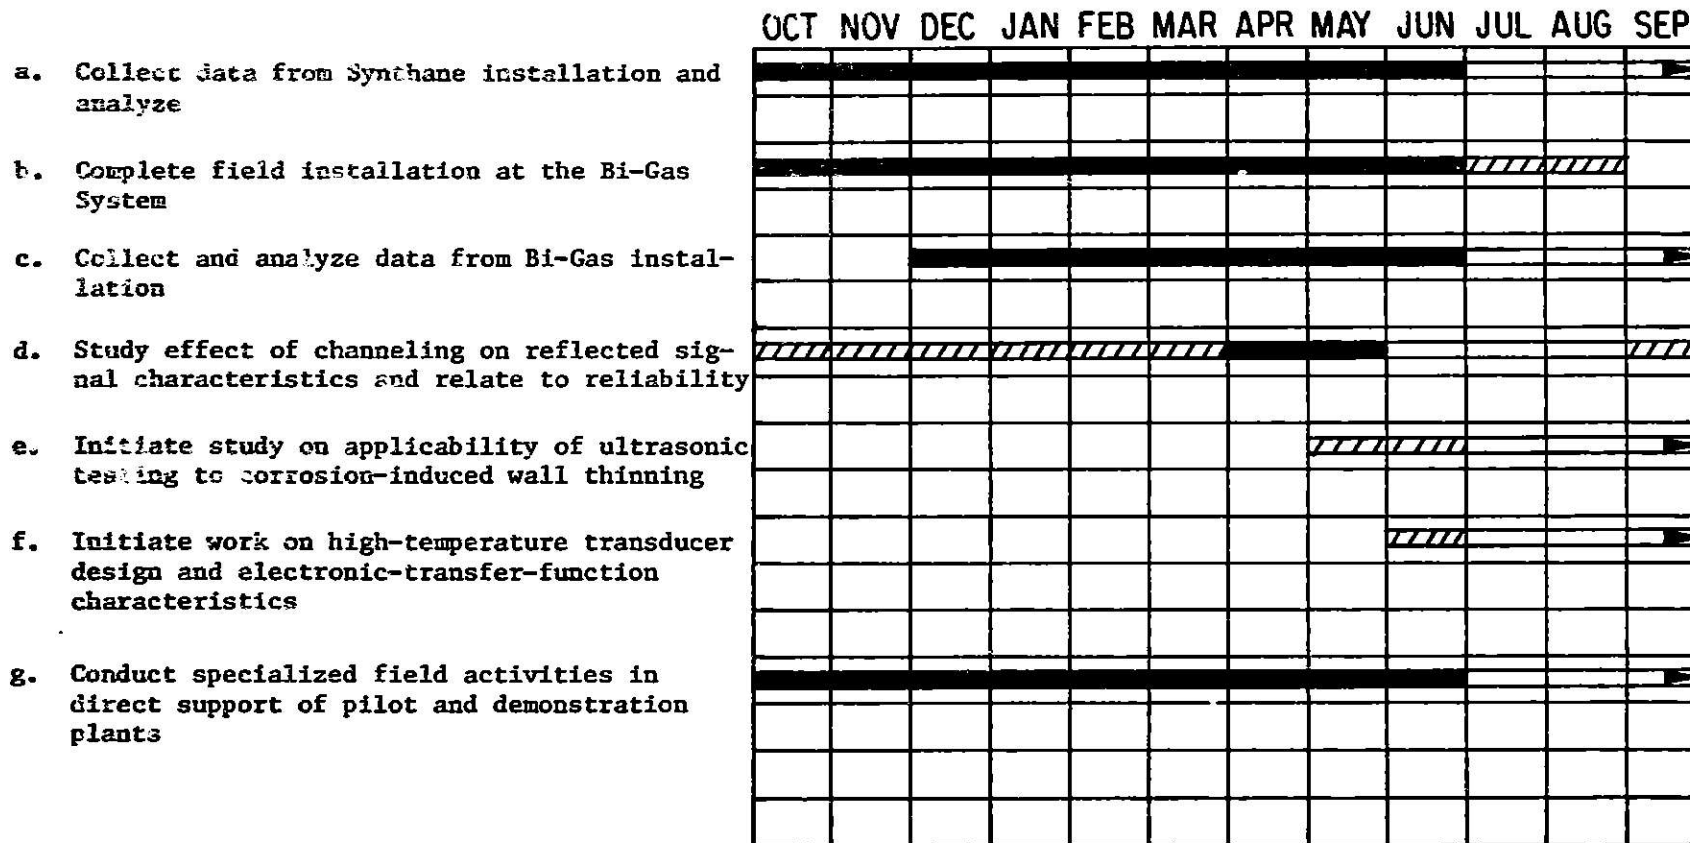 OCT NOV DEC JAN FEB MAR APR MAY JUN JUL AUG SEP
a. Collect data from Synthane installation and
analyze
b. Complete field installation at the Bi-Gas
System
c. Collect and analyze data from Bi-Gas instal-
lation
d. Study effect of channeling on reflected sig-
nal characteristics and relate to reliability
e. Initiate study on applicability of ultrasonic
testing to corrosion-induced wall thinning
f. Initiate work on high-temperature transducer
design and electronic-transfer-function
characteristics
g. Conduct specialized field activities in
direct support of pilot and demonstration
plants